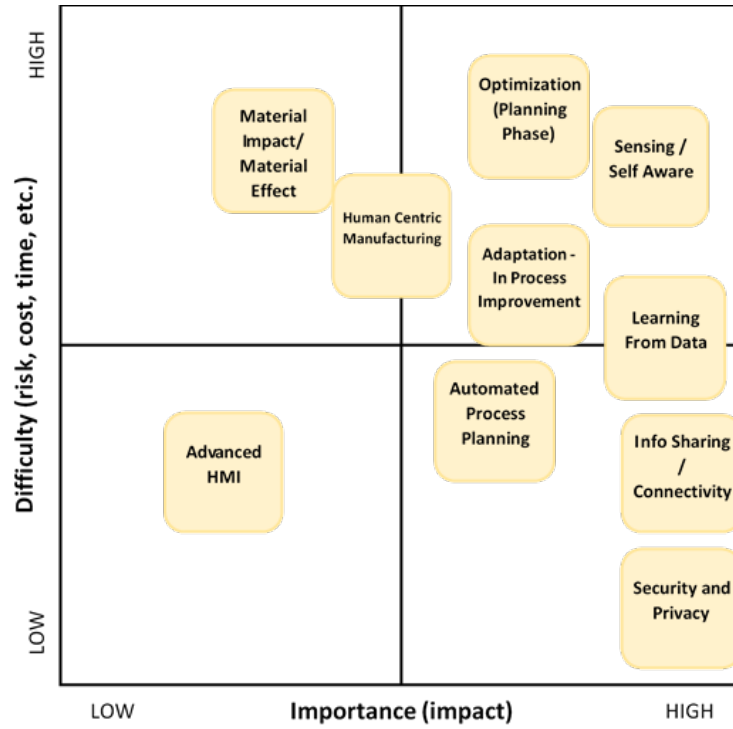 HIGH
Difficulty (risk, cost, time, etc.)
LOW
Material
Impact/
Material
Effect
Human Centric
Manufacturing
Optimization
(Planning
Phase)
Sensing /
Self Aware
Adaptation -
In Process
Improvement
Learning
From Data
Advanced
HMI
Automated
Process
Planning
Info Sharing
/
Connectivity
Security and
Privacy
LOW
Importance (impact)
HIGH